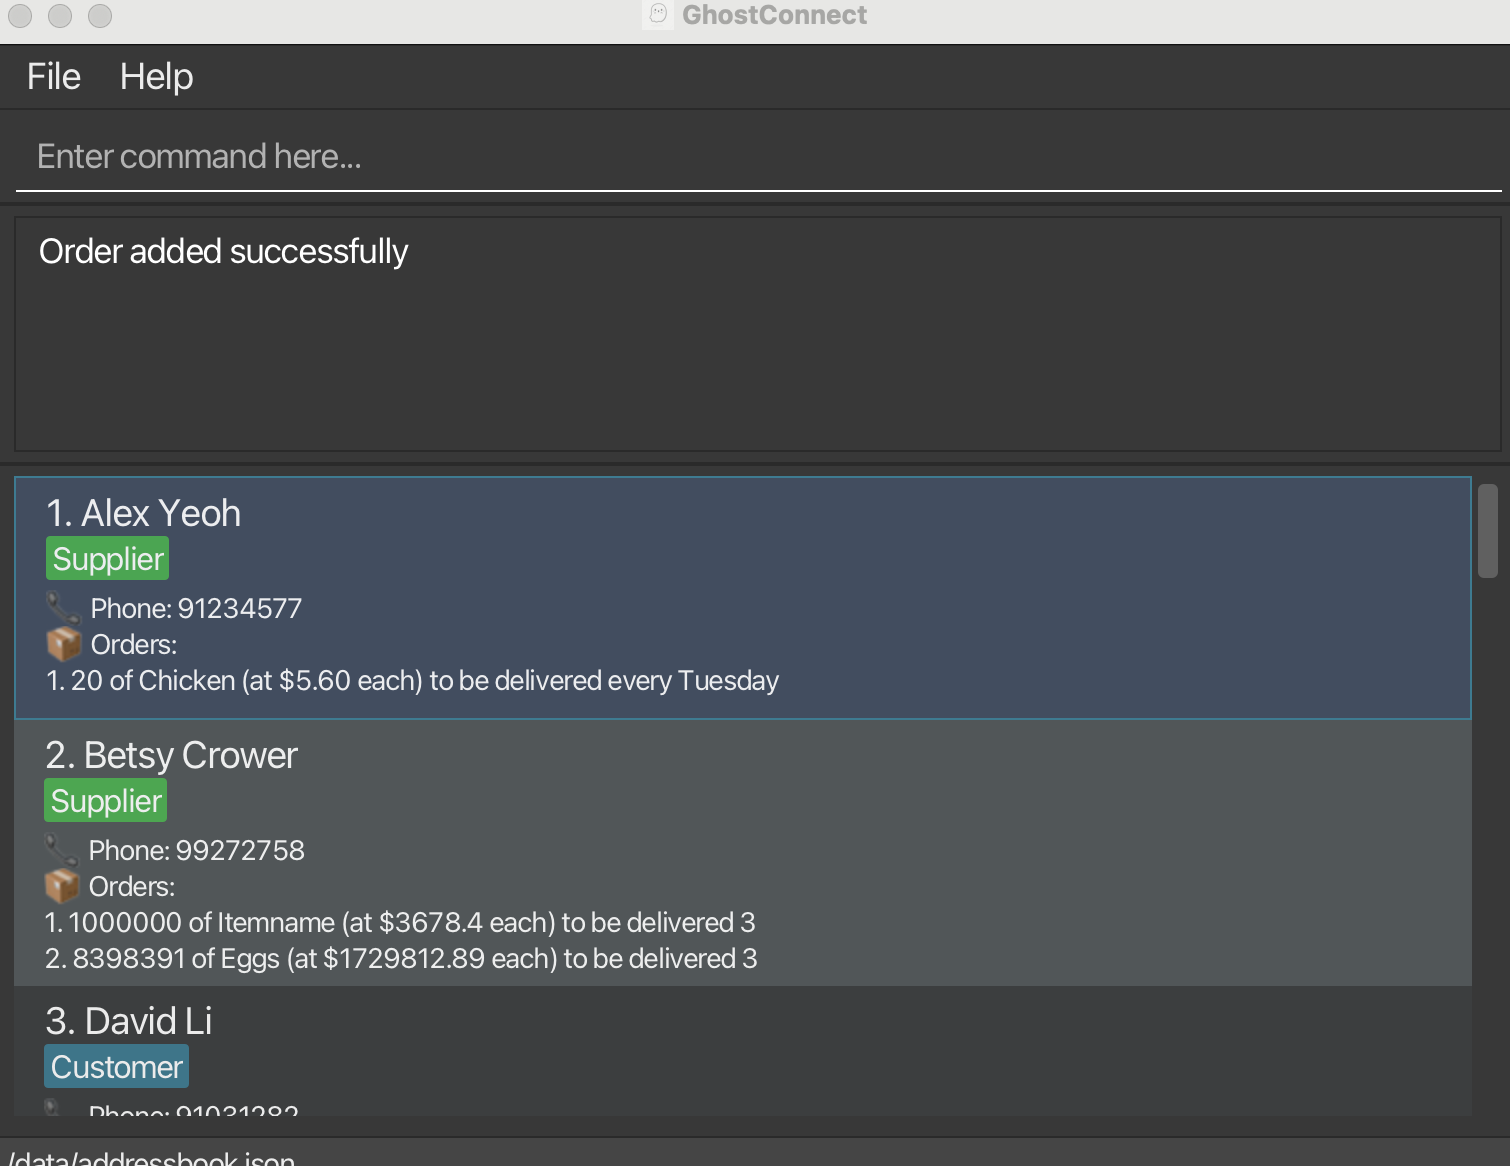 GhostConnect
File Help
Enter command here...
Order added successfully
1. Alex Yeoh
Supplier
Phone: 91234577
Orders:
1. 20 of Chicken (at $5.60 each) to be delivered every Tuesday
2. Betsy Crower
Supplier
Phone: 99272758
Orders:
1. 1000000 of Itemname (at $3678.4 each) to be delivered 3
2. 8398391 of Eggs (at $1729812.89 each) to be delivered 3
3. David Li
Customer
Phone: 91031282
/data/addressbook.json